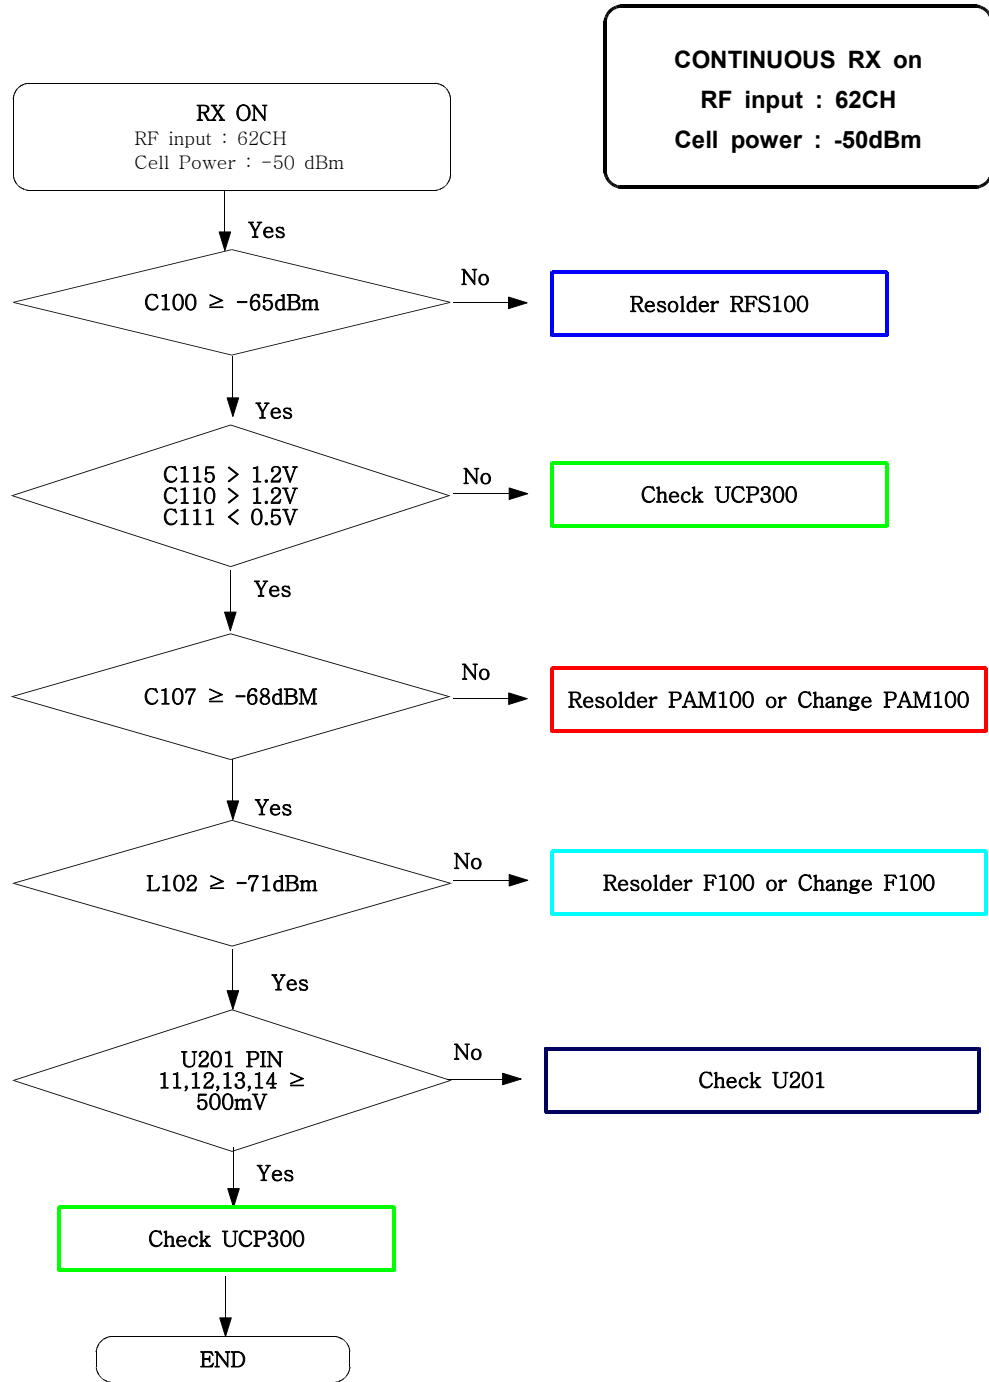 CONTINUOUS RX on
RF input : 62CH
Cell power : -50dBm
RX ON
RF input : 62CH
Cell Power : -50 dBm
Yes
C100 ≥ -65dBm
No
Resolder RFS100
Yes
C115 > 1.2V
C110 > 1.2V
C111 < 0.5V
No
Check UCP300
Yes
C107 ≥ -68dBM
No
Resolder PAM100 or Change PAM100
Yes
L102 ≥ -71dBm
No
Resolder F100 or Change F100
Yes
U201 PIN
11,12,13,14 ≥
500mV
No
Check U201
Yes
Check UCP300
END